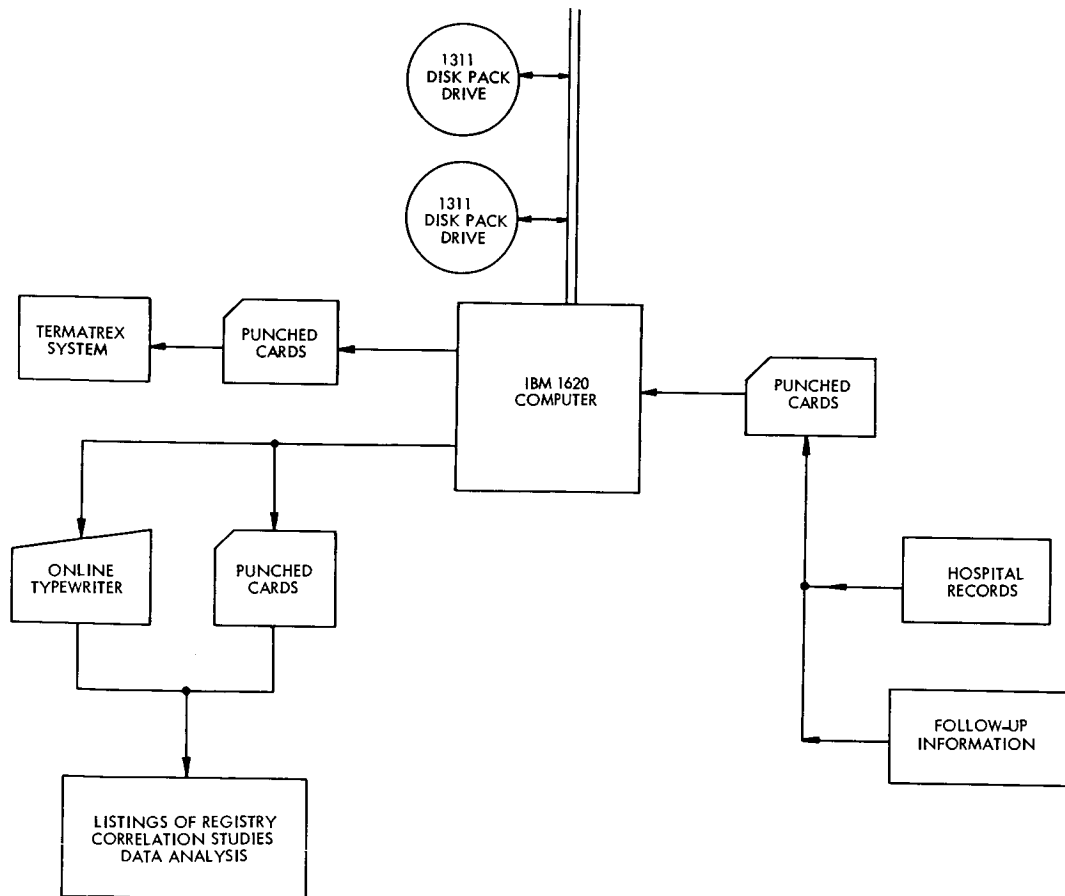 1311
DISK PACK
DRIVE
1311
DISK PACK
DRIVE
TERMATREX
SYSTEM
PUNCHED
CARDS
IBM 1620
COMPUTER
PUNCHED
CARDS
ONLINE
TYPEWRITER
PUNCHED
CARDS
HOSPITAL
RECORDS
FOLLOW-UP
INFORMATION
LISTINGS OF REGISTRY
CORRELATION STUDIES
DATA ANALYSIS